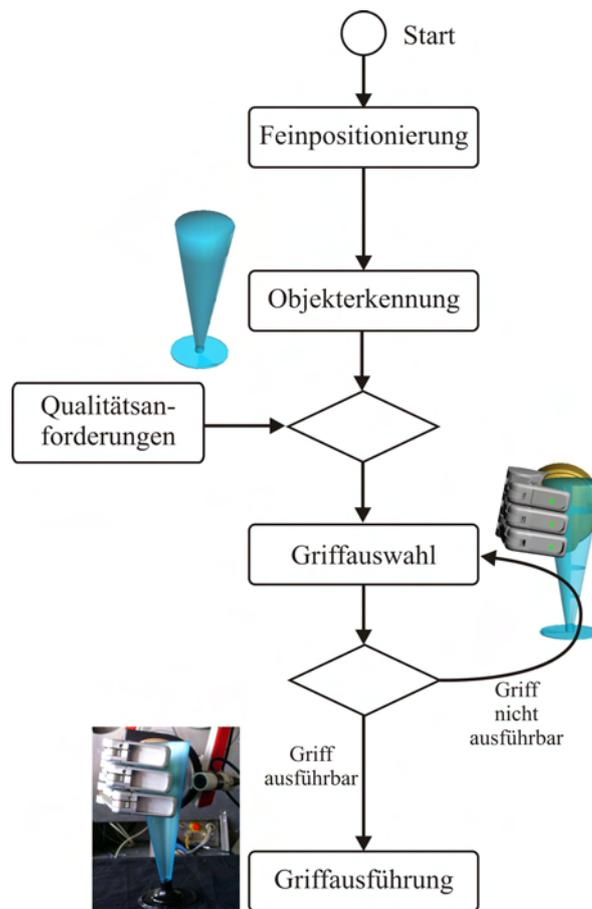 Start
Feinpositionierung
Objekterkennung
Qualitätsan-
forderungen
Griffauswahl
Griff
nicht
ausführbar
Griff
ausführbar
Griffausführung